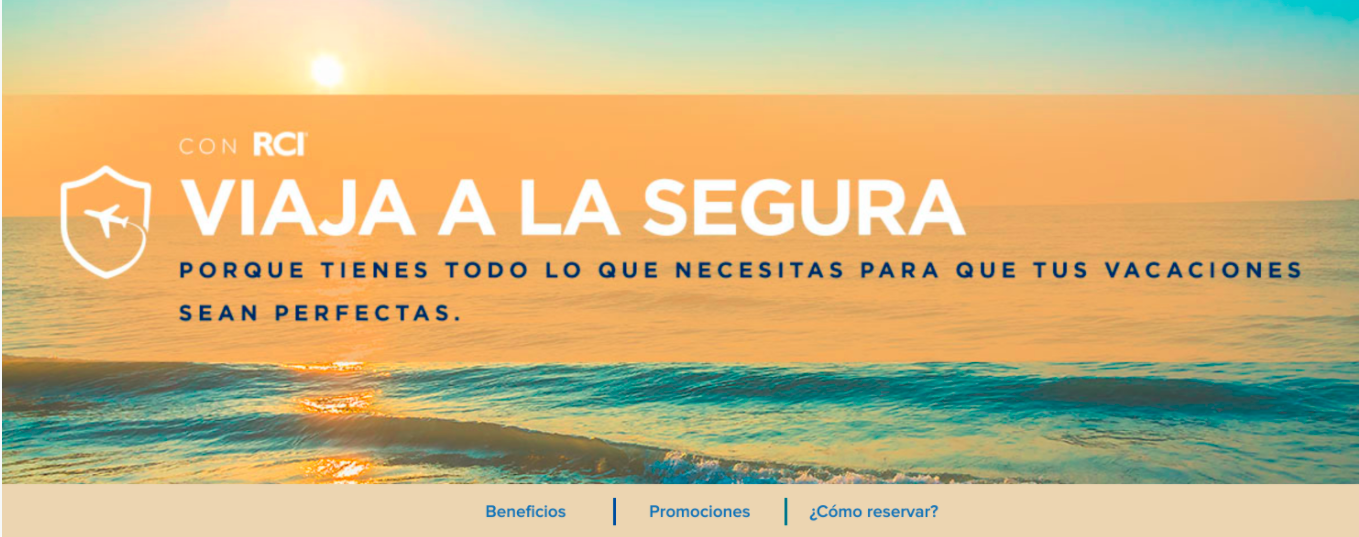 CON RCI
VIAJA A LA SEGURA
PORQUE TIENES TODO LO QUE NECESITAS PARA QUE TUS VACACIONES
SEAN PERFECTAS.
Beneficios | Promociones | ¿Cómo reservar?